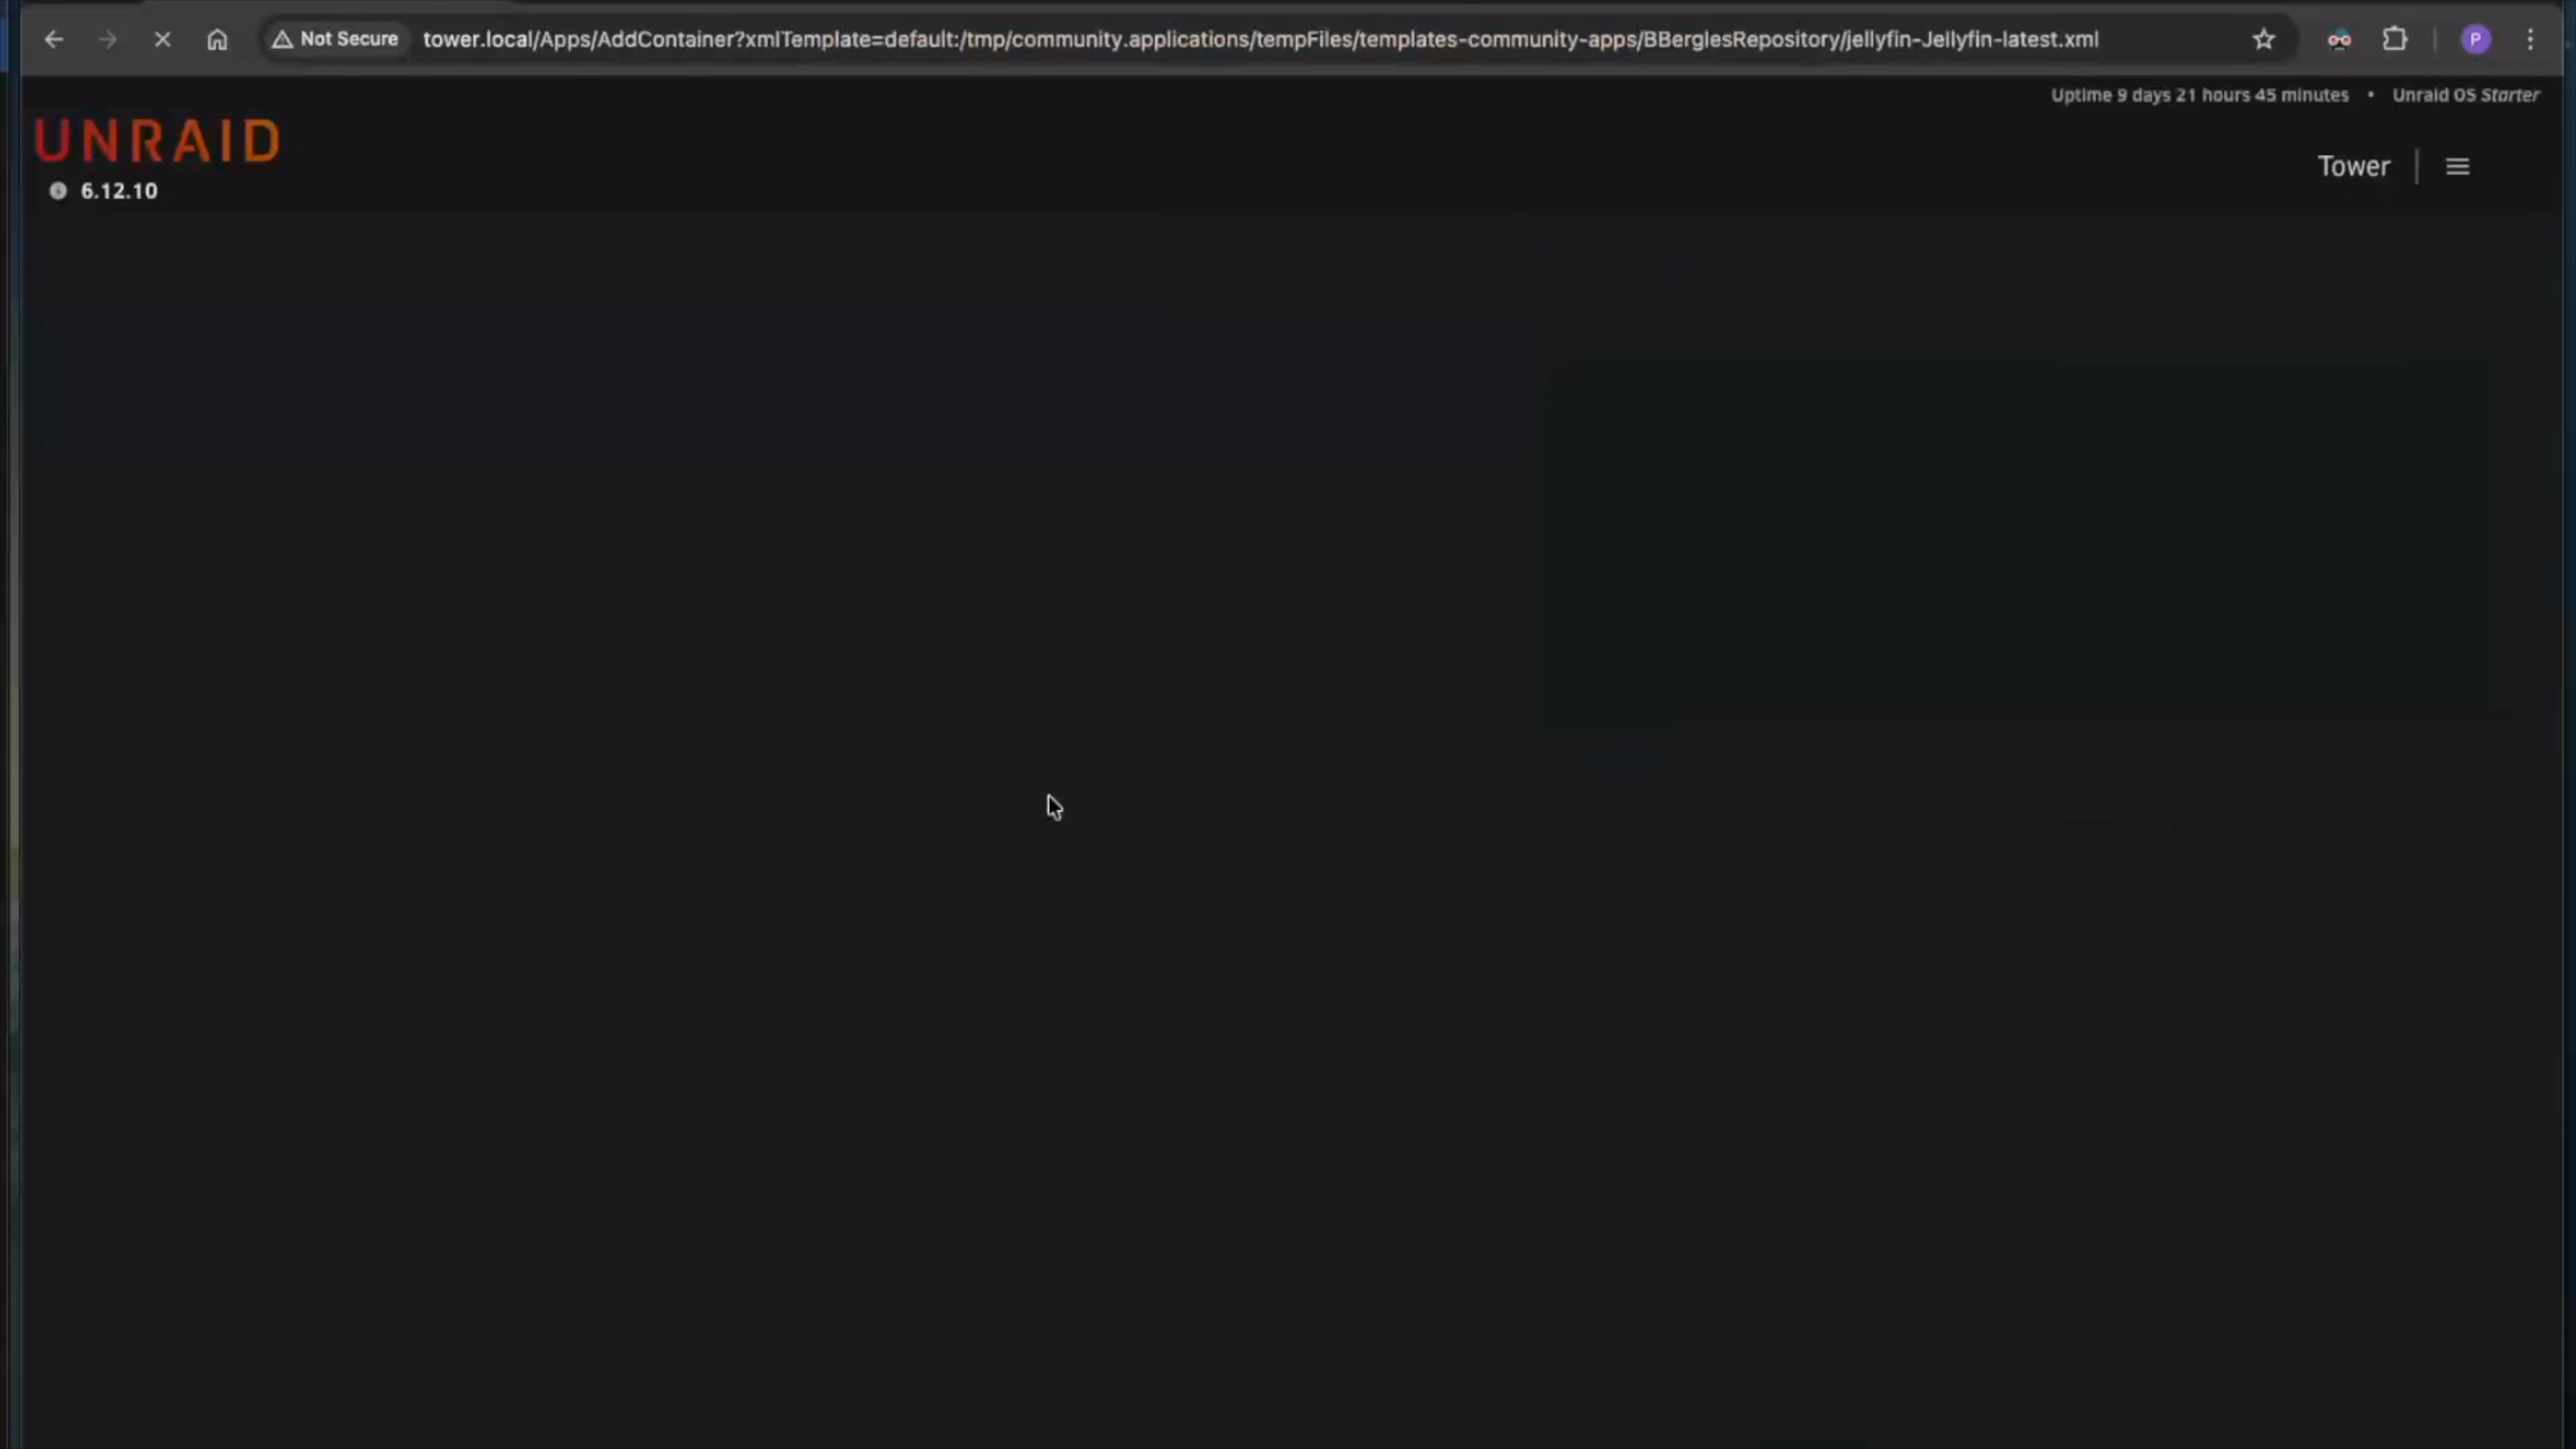 Not Secure
tower.local/Apps/AddContainer?xmlTemplate=default:/tmp/community.applications/tempFiles/templates-community-apps/BBerglesRepository/jellyfin-Jellyfin-latest.xml
P
Uptime 9 days 21 hours 45 minutes • Unraid OS Starter
UNRAID
Tower
6.12.10